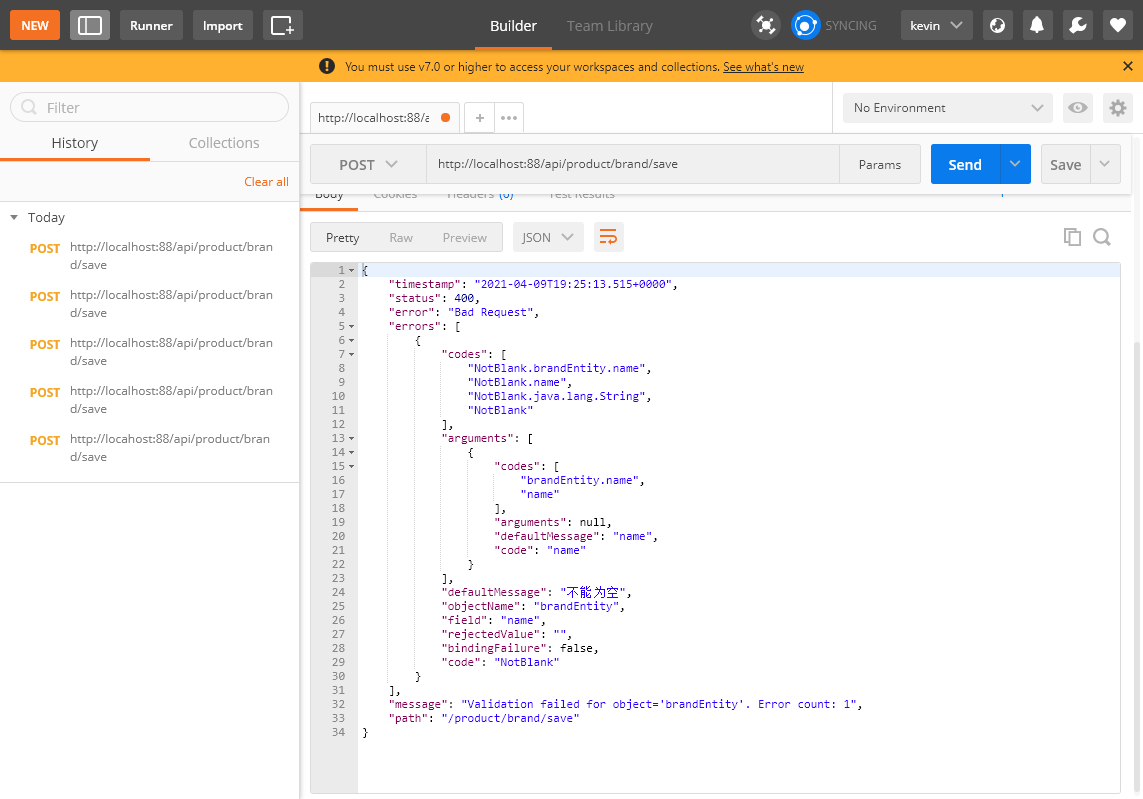 NEW
Runner
Import
Builder
Team Library
SYNCING
kevin
You must use v7.0 or higher to access your workspaces and collections. See what's new
Filter
History
Collections
Clear all
Today
POST http://localhost:88/api/product/bran
d/save
POST http://localhost:88/api/product/bran
d/save
POST http://localhost:88/api/product/bran
d/save
POST http://localhost:88/api/product/bran
d/save
POST http://locahost:88/api/product/bran
d/save
http://localhost:88/a
No Environment
POST
http://localhost:88/api/product/brand/save
Params
Send
Save
Body
Cookies
Headers (6)
Test Results
Pretty
Raw
Preview
JSON
1 {
2 "timestamp": "2021-04-09T19:25:13.515+0000",
3 "status": 400,
4 "error": "Bad Request",
5 "errors": [
6 {
7 "codes": [
8 "NotBlank.brandEntity.name",
9 "NotBlank.name",
10 "NotBlank.java.lang.String",
11 "NotBlank"
12 ],
13 "arguments": [
14 {
15 "codes": [
16 "brandEntity.name",
17 "name"
18 ],
19 "arguments": null,
20 "defaultMessage": "name",
21 "code": "name"
22 }
23 ],
24 "defaultMessage": "不能为空",
25 "objectName": "brandEntity",
26 "field": "name",
27 "rejectedValue": "",
28 "bindingFailure": false,
29 "code": "NotBlank"
30 }
31 ],
32 "message": "Validation failed for object='brandEntity'. Error count: 1",
33 "path": "/product/brand/save"
34 }